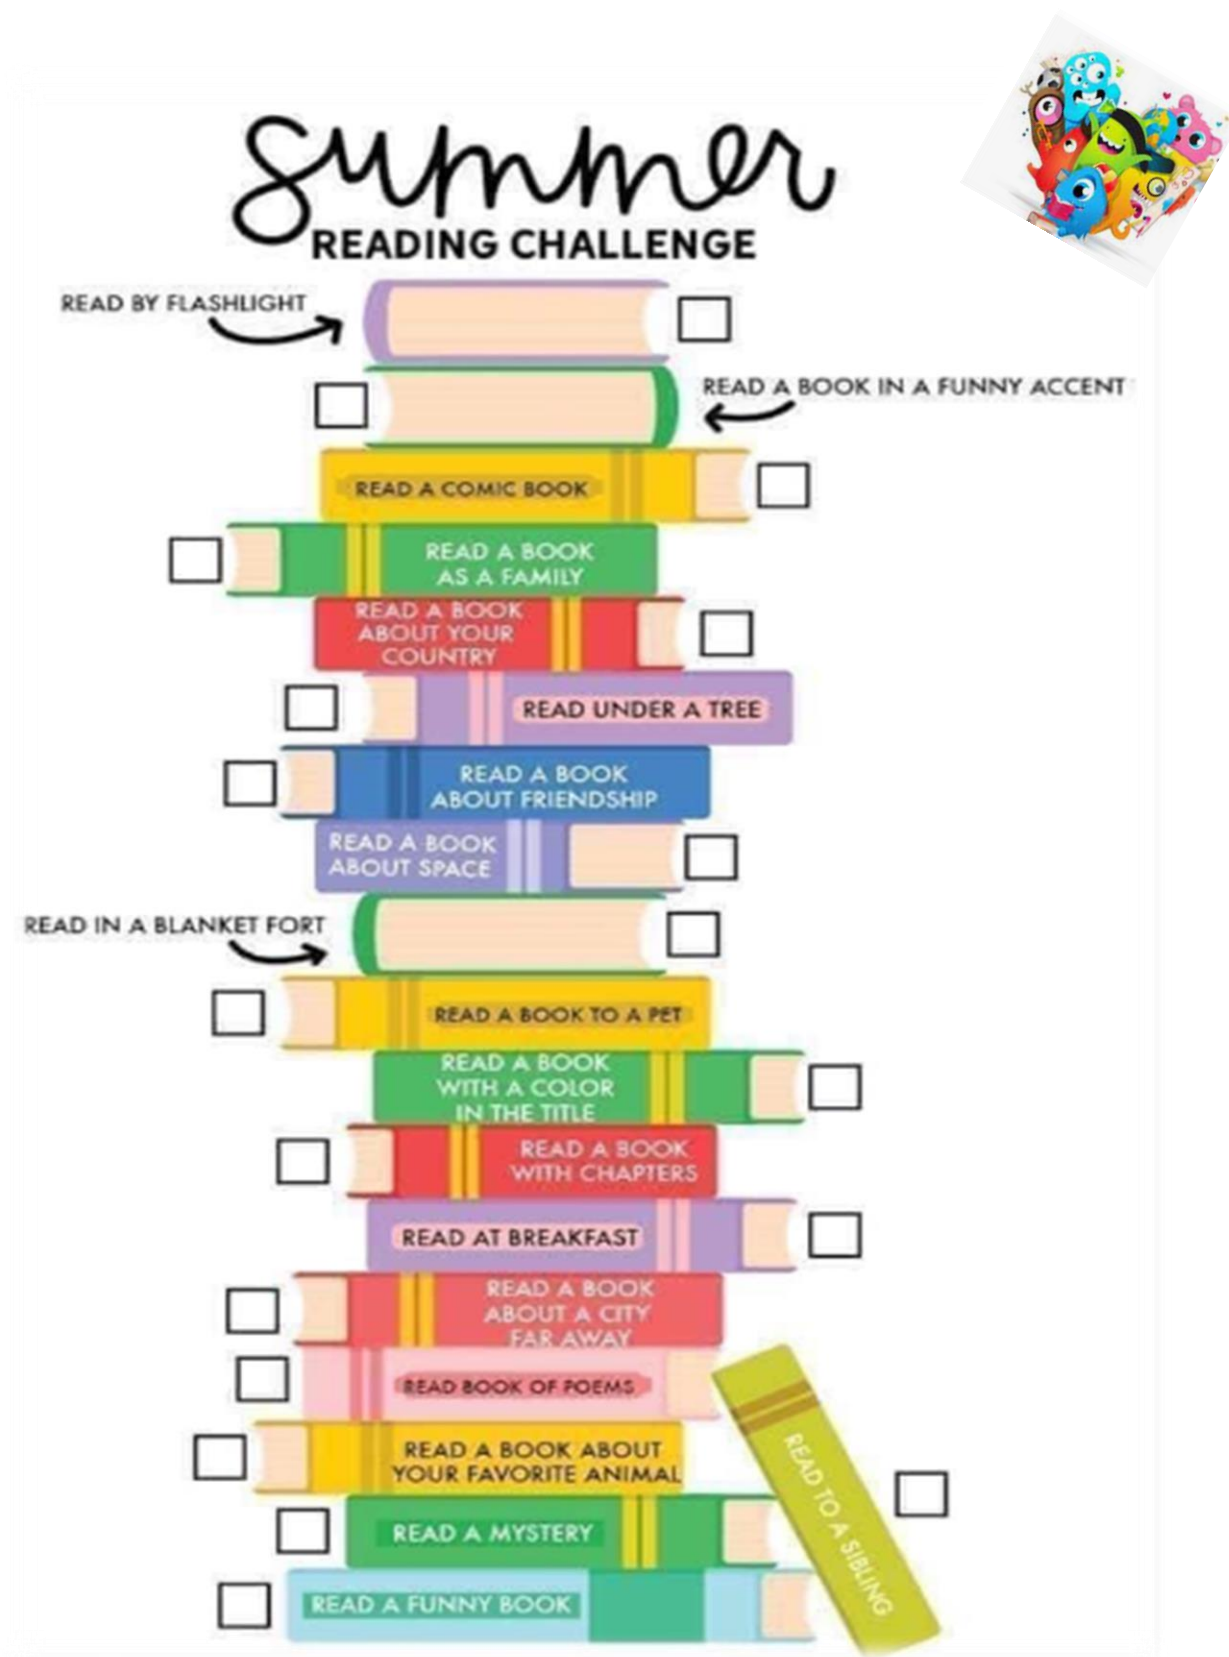 summer
READING CHALLENGE
READ BY FLASHLIGHT
READ A BOOK IN A FUNNY ACCENT
READ A COMIC BOOK
READ A BOOK
AS A FAMILY
READ A BOOK
ABOUT YOUR
COUNTRY
READ UNDER A TREE
READ A BOOK
ABOUT FRIENDSHIP
READ A BOOK
ABOUT SPACE
READ IN A BLANKET FORT
READ A BOOK TO A PET
READ A BOOK
WITH A COLOR
IN THE TITLE
READ A BOOK
WITH CHAPTERS
READ AT BREAKFAST
READ A BOOK
ABOUT A CITY
FAR AWAY
READ BOOK OF POEMS
READ A BOOK ABOUT
YOUR FAVORITE ANIMAL
READ TO A SIBLING
READ A MYSTERY
READ A FUNNY BOOK